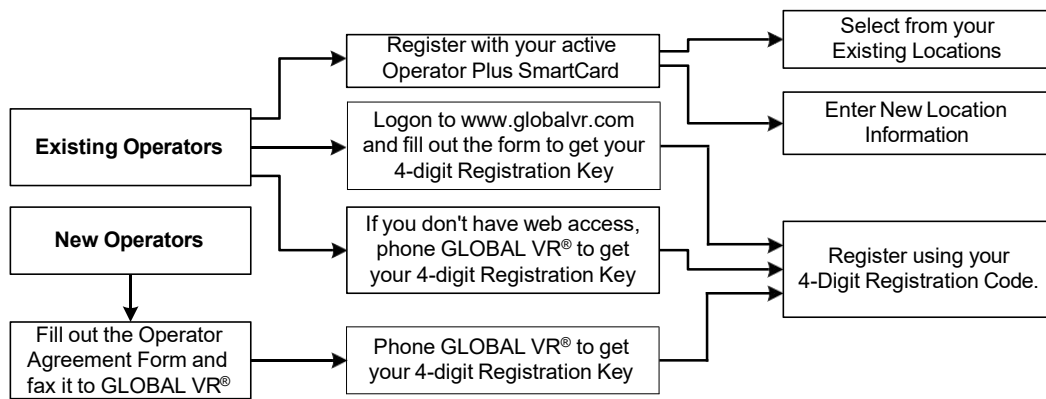 Register with your active
Operator Plus SmartCard
Select from your
Existing Locations
Enter New Location
Information
Existing Operators
Logon to www.globalvr.com
and fill out the form to get your
4-digit Registration Key
If you don't have web access,
phone GLOBAL VR® to get
your 4-digit Registration Key
New Operators
Fill out the Operator
Agreement Form and
fax it to GLOBAL VR®
Phone GLOBAL VR® to get
your 4-digit Registration Key
Register using your
4-Digit Registration Code.